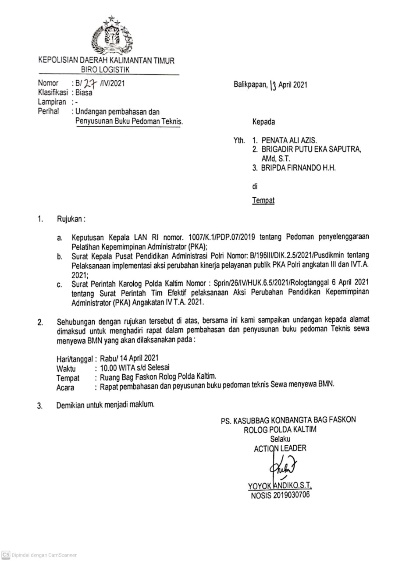 KEPOLISIAN DAERAH KALIMANTAN TIMUR
BIRO LOGISTIK
Nomor : B/ 27 /IV/2021
Klasifikasi : Biasa
Lampiran : -
Perihal : Undangan pembahasan dan
Penyusunan Buku Pedoman Teknis.
Balikpapan, 13 April 2021
Kepada
Yth. 1. PENATA ALI AZIS.
2. BRIGADIR PUTU EKA SAPUTRA,
AMd, S.T.
3. BRIPDA FIRNANDO H.H.
di
Tempat
1. Rujukan :
a. Keputusan Kepala LAN RI nomor. 1007/K.1/PDP.07/2019 tentang Pedoman penyelenggaraan
Pelatihan Kepemimpinan Administrator (PKA);
b. Surat Kepala Pusat Pendidikan Administrasi Polri Nomor: B/196/III/DIK.2.5/2021/Pusdikmin tentang
Pelaksanaan implementasi aksi perubahan kinerja pelayanan publik PKA Polri angkatan III dan IVT.A.
2021;
c. Surat Perintah Karolog Polda Kaltim Nomor : Sprin/26/IV/HUK.6.5/2021/Rologtanggal 6 April 2021
tentang Surat Perintah Tim Efektif pelaksanaan Aksi Perubahan Pendidikan Kepemimpinan
Administrator (PKA) Angakatan IV T.A. 2021.
2. Sehubungan dengan rujukan tersebut di atas, bersama ini kami sampaikan undangan kepada alamat
dimaksud untuk menghadiri rapat dalam pembahasan dan penyusunan buku pedoman Teknis sewa
menyewa BMN yang akan dilaksanakan pada :
Hari/tanggal : Rabu/ 14 April 2021
Waktu : 10.00 WITA s/d Selesai
Tempat : Ruang Bag Faskon Rolog Polda Kaltim.
Acara : Rapat pembahasan dan peyusunan buku pedoman teknis Sewa menyewa BMN.
3. Demikian untuk menjadi maklum.
PS. KASUBBAG KONBANGTA BAG FASKON
ROLOG POLDA KALTIM
Selaku
ACTION LEADER
YOYOK ANDIKO,S.T.
NOSIS 2019030706
CS Dipindai dengan CamScanner